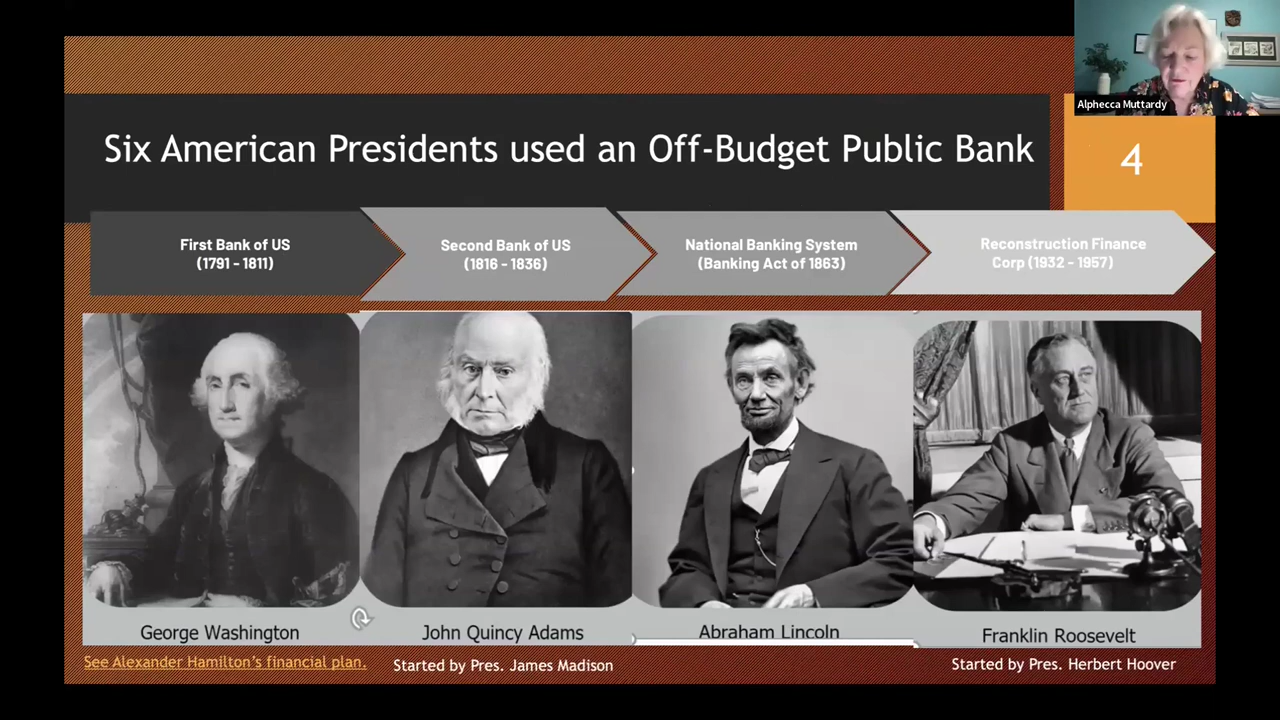 Alphecca Muttardy
Six American Presidents used an Off-Budget Public Bank
4
First Bank of US
(1791 - 1811)
Second Bank of US
(1816 - 1836)
National Banking System
(Banking Act of 1863)
Reconstruction Finance
Corp (1932 - 1957)
George Washington
John Quincy Adams
Abraham Lincoln
Franklin Roosevelt
See Alexander Hamilton's financial plan.
Started by Pres. James Madison
Started by Pres. Herbert Hoover